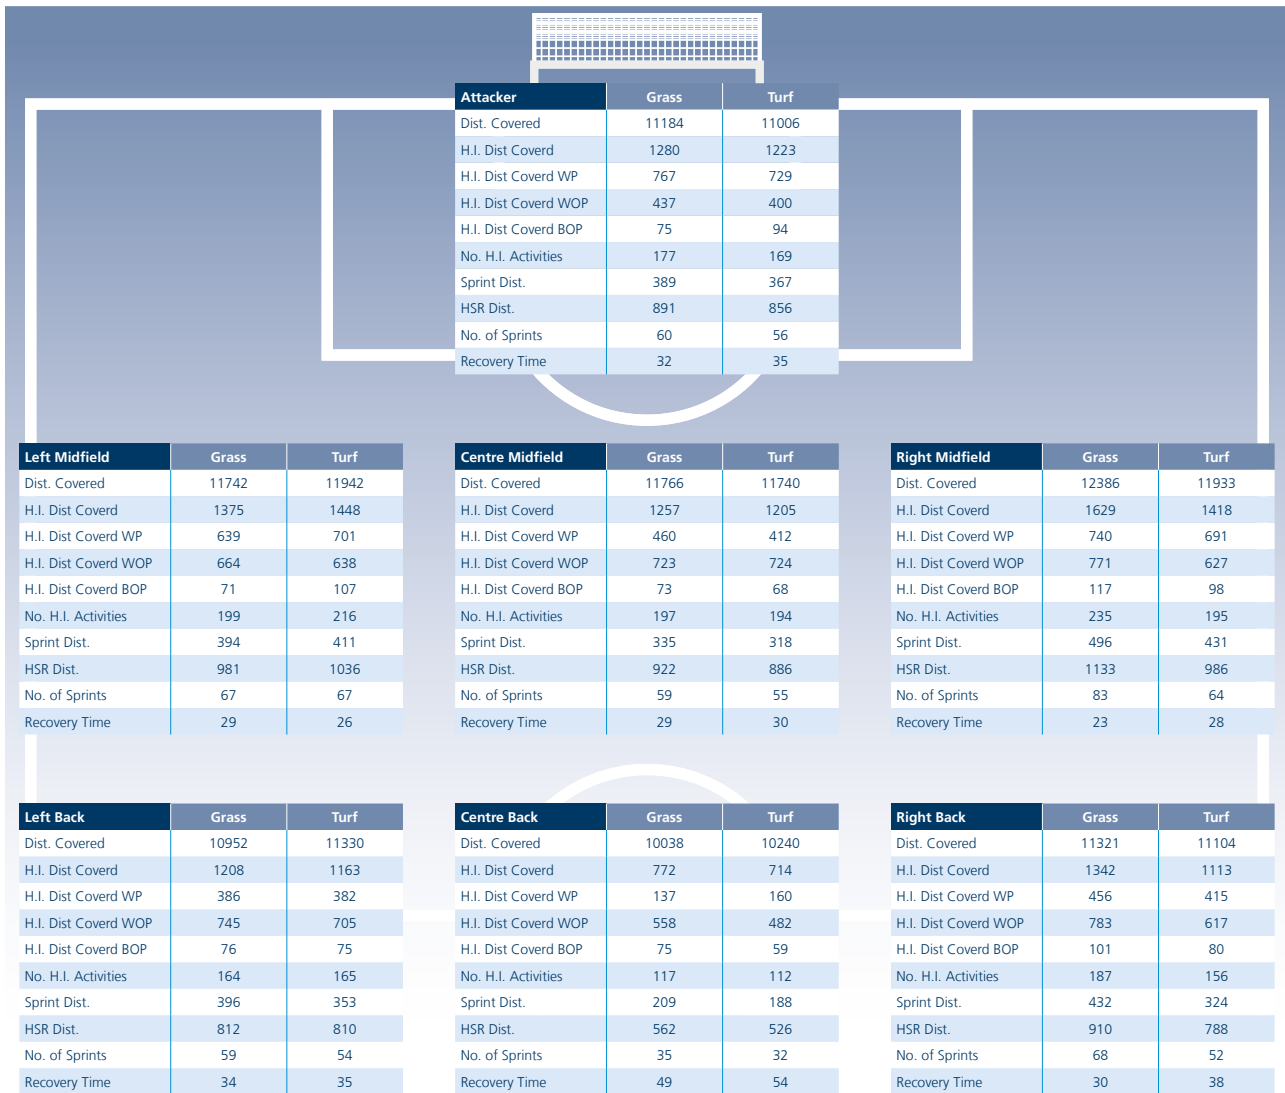 Attacker Grass Turf
Dist. Covered 11184 11006
H.I. Dist Coverd 1280 1223
H.I. Dist Coverd WP 767 729
H.I. Dist Coverd WOP 437 400
H.I. Dist Coverd BOP 75 94
No. H.I. Activities 177 169
Sprint Dist. 389 367
HSR Dist. 891 856
No. of Sprints 60 56
Recovery Time 32 35
Left Midfield Grass Turf
Dist. Covered 11742 11942
H.I. Dist Coverd 1375 1448
H.I. Dist Coverd WP 639 701
H.I. Dist Coverd WOP 664 638
H.I. Dist Coverd BOP 71 107
No. H.I. Activities 199 216
Sprint Dist. 394 411
HSR Dist. 981 1036
No. of Sprints 67 67
Recovery Time 29 26
Centre Midfield Grass Turf
Dist. Covered 11766 11740
H.I. Dist Coverd 1257 1205
H.I. Dist Coverd WP 460 412
H.I. Dist Coverd WOP 723 724
H.I. Dist Coverd BOP 73 68
No. H.I. Activities 197 194
Sprint Dist. 335 318
HSR Dist. 922 886
No. of Sprints 59 55
Recovery Time 29 30
Right Midfield Grass Turf
Dist. Covered 12386 11933
H.I. Dist Coverd 1629 1418
H.I. Dist Coverd WP 740 691
H.I. Dist Coverd WOP 771 627
H.I. Dist Coverd BOP 117 98
No. H.I. Activities 235 195
Sprint Dist. 496 431
HSR Dist. 1133 986
No. of Sprints 83 64
Recovery Time 23 28
Left Back Grass Turf
Dist. Covered 10952 11330
H.I. Dist Coverd 1208 1163
H.I. Dist Coverd WP 386 382
H.I. Dist Coverd WOP 745 705
H.I. Dist Coverd BOP 76 75
No. H.I. Activities 164 165
Sprint Dist. 396 353
HSR Dist. 812 810
No. of Sprints 59 54
Recovery Time 34 35
Centre Back Grass Turf
Dist. Covered 10038 10240
H.I. Dist Coverd 772 714
H.I. Dist Coverd WP 137 160
H.I. Dist Coverd WOP 558 482
H.I. Dist Coverd BOP 75 59
No. H.I. Activities 117 112
Sprint Dist. 209 188
HSR Dist. 562 526
No. of Sprints 35 32
Recovery Time 49 54
Right Back Grass Turf
Dist. Covered 11321 11104
H.I. Dist Coverd 1342 1113
H.I. Dist Coverd WP 456 415
H.I. Dist Coverd WOP 783 617
H.I. Dist Coverd BOP 101 80
No. H.I. Activities 187 156
Sprint Dist. 432 324
HSR Dist. 910 788
No. of Sprints 68 52
Recovery Time 30 38